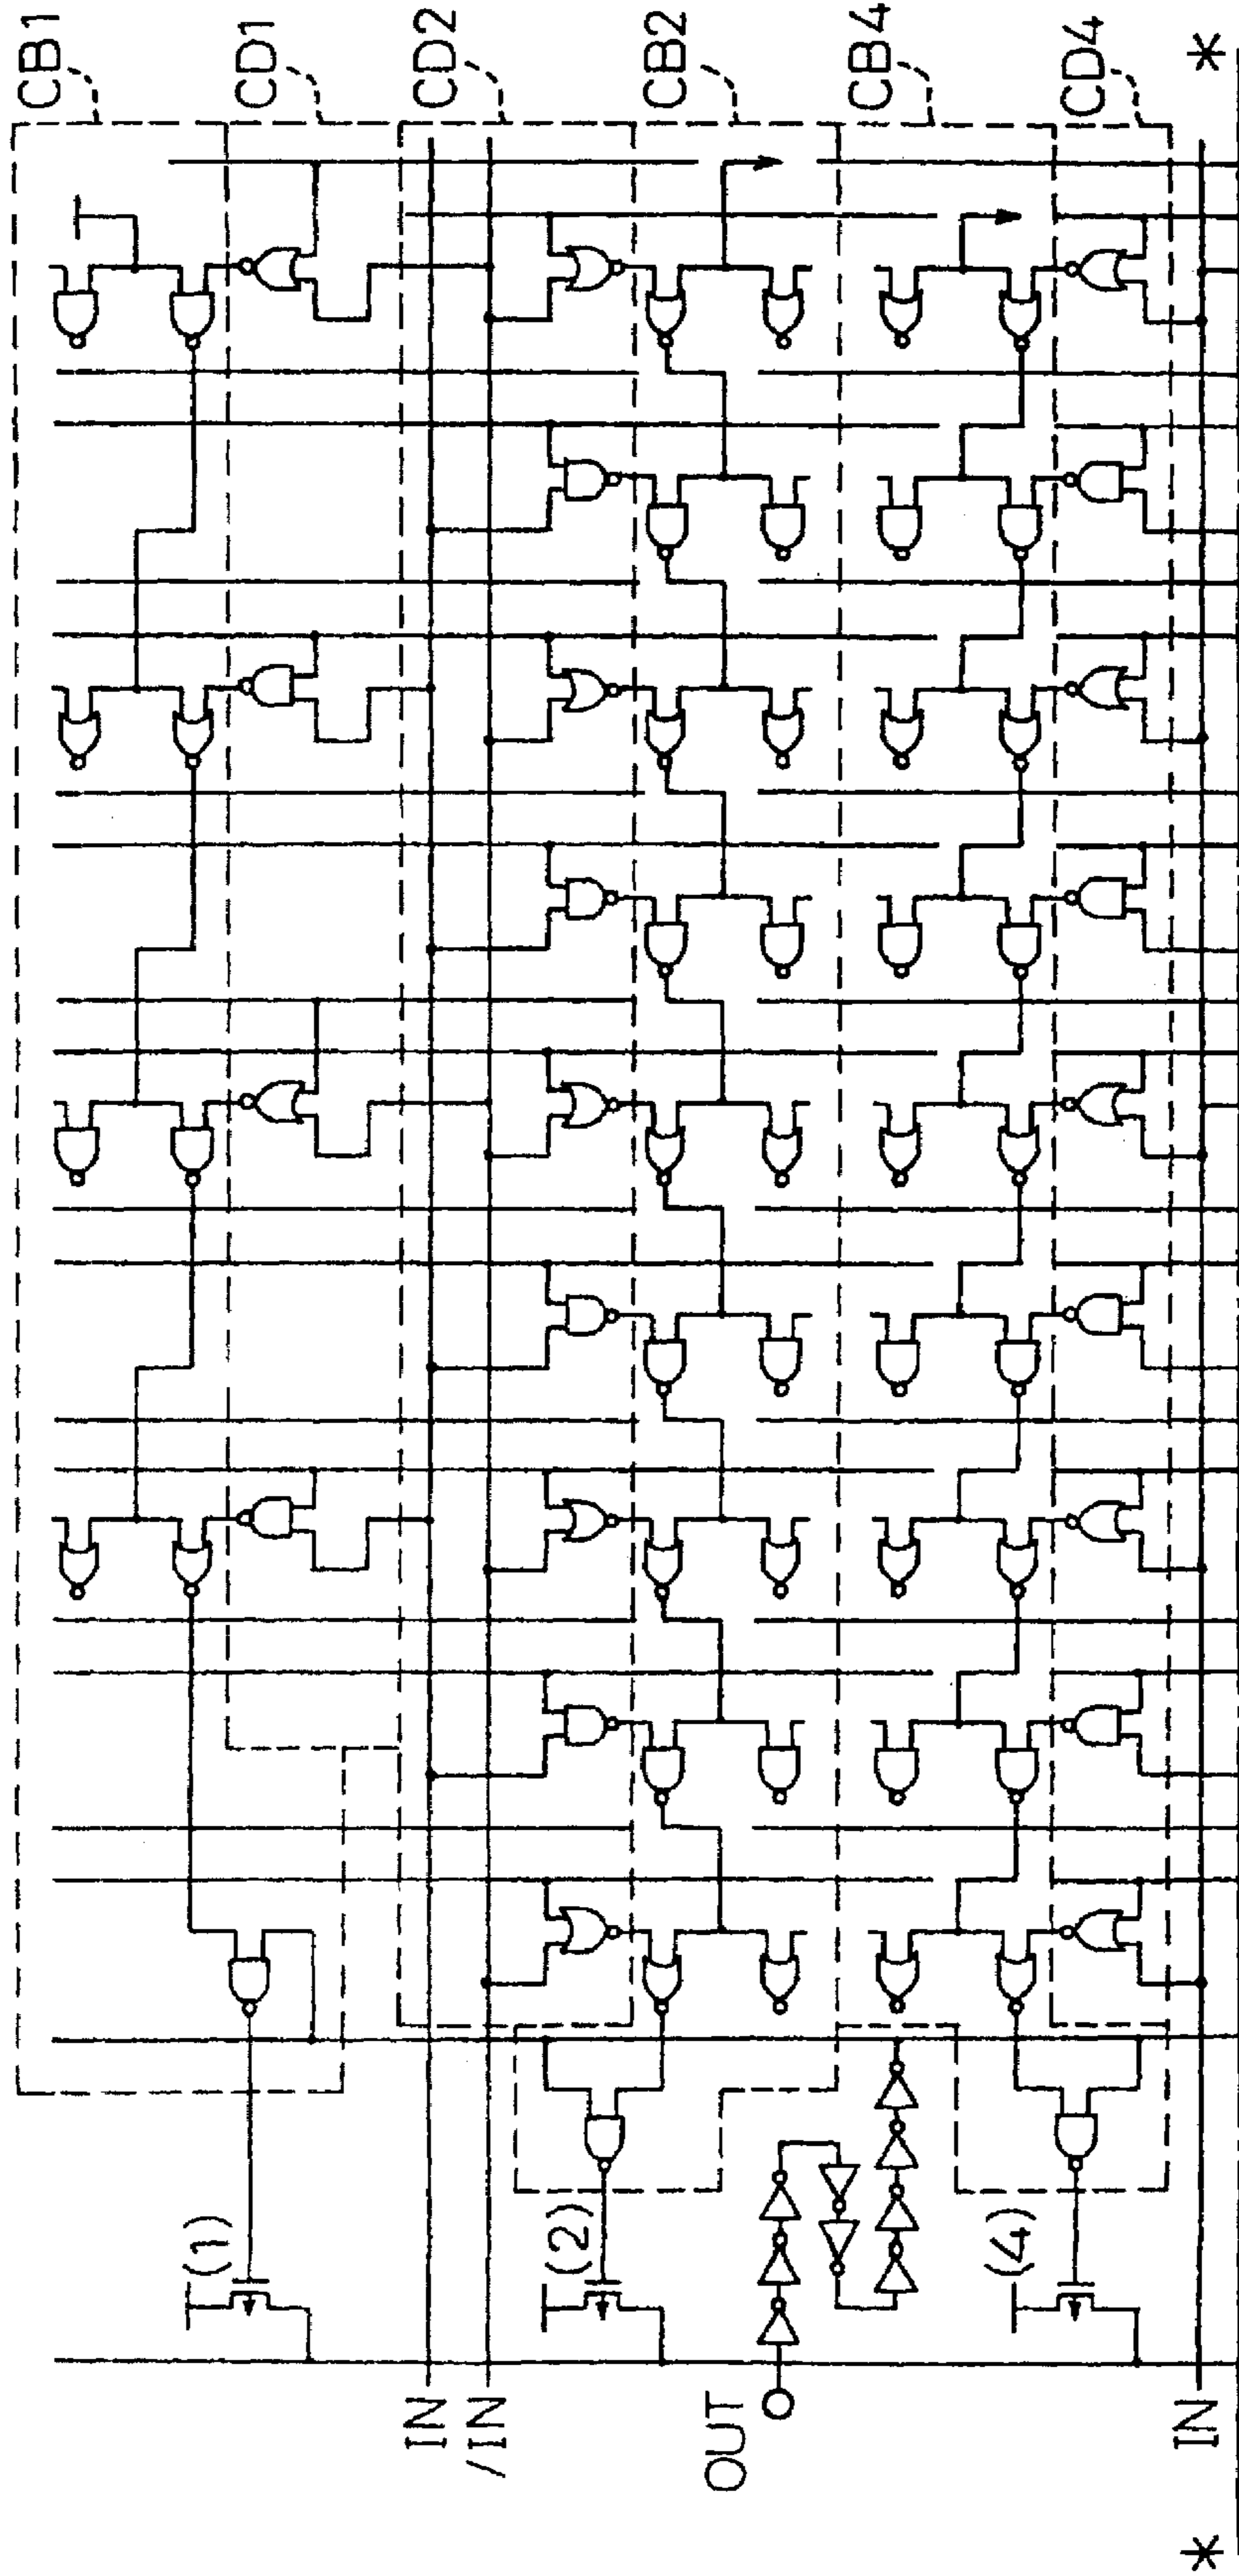 CB1
CD1
CD2
CB2
CB4
CD4
*
(1)
(2)
(4)
IN
/IN
OUT
IN
*